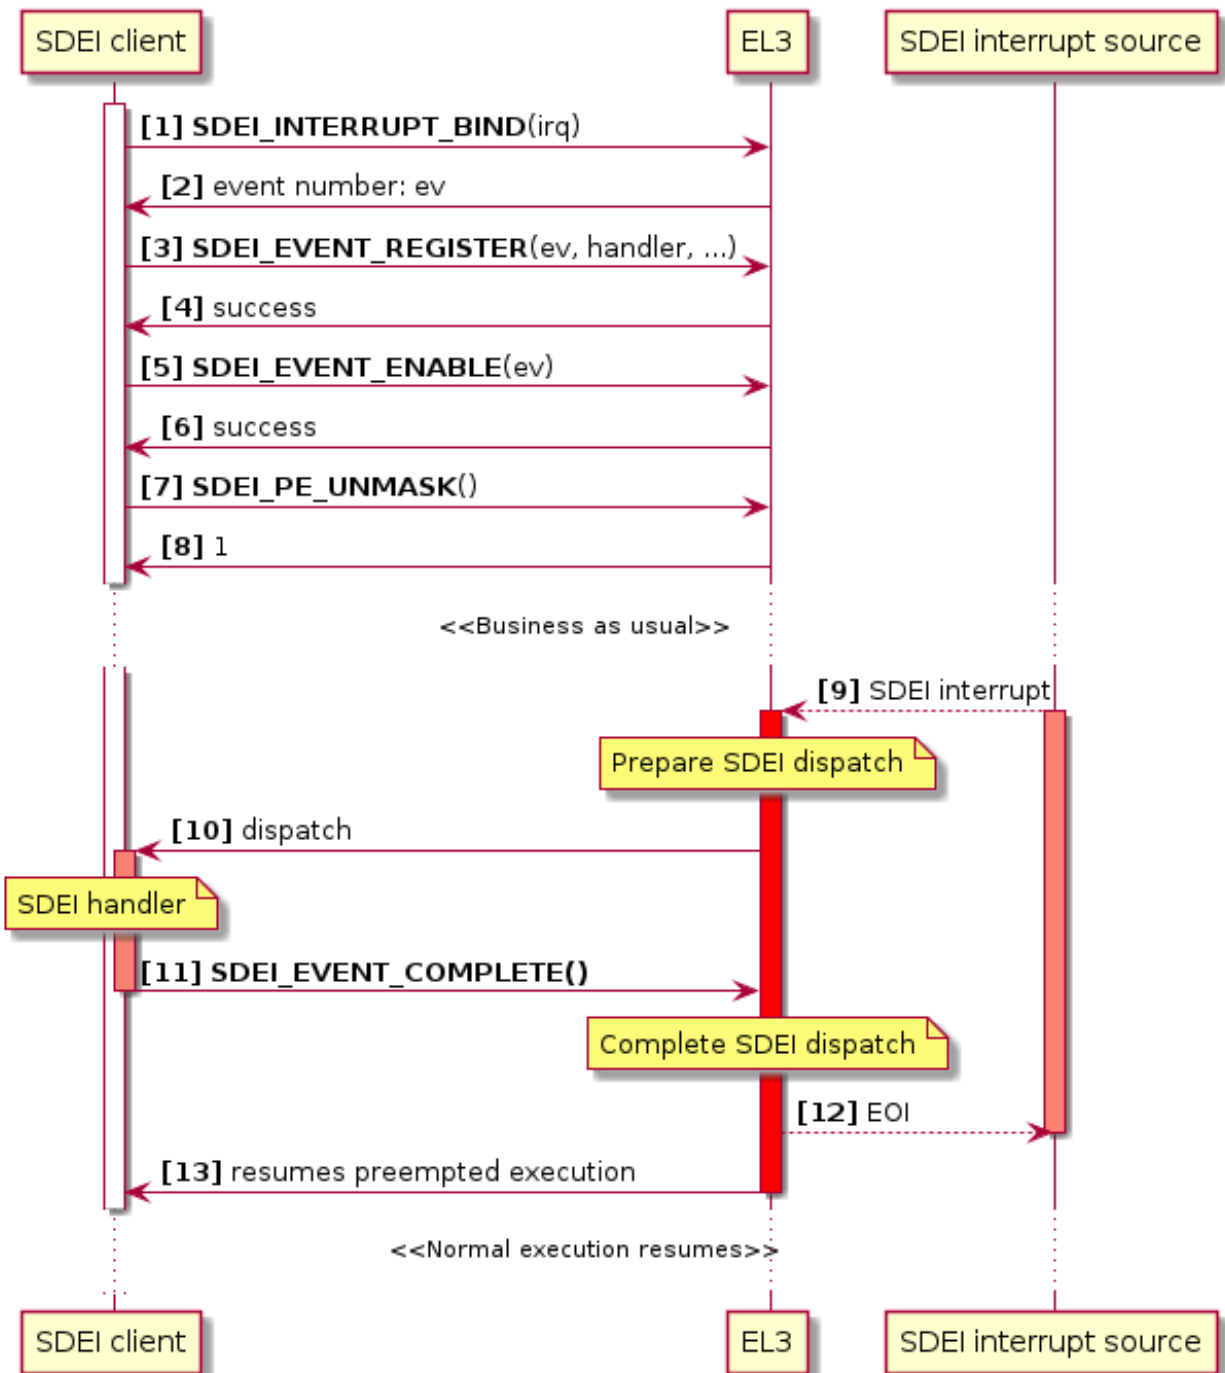 SDEI client
EL3
SDEI interrupt source
[1] SDEI_INTERRUPT_BIND(irq)
[2] event number: ev
[3] SDEI_EVENT_REGISTER(ev, handler, ...)
[4] success
[5] SDEI_EVENT_ENABLE(ev)
[6] success
[7] SDEI_PE_UNMASK()
[8] 1
<<Business as usual>>
[9] SDEI interrupt
Prepare SDEI dispatch
[10] dispatch
SDEI handler
[11] SDEI_EVENT_COMPLETE()
Complete SDEI dispatch
[12] EOI
[13] resumes preempted execution
<<Normal execution resumes>>
SDEI client
EL3
SDEI interrupt source